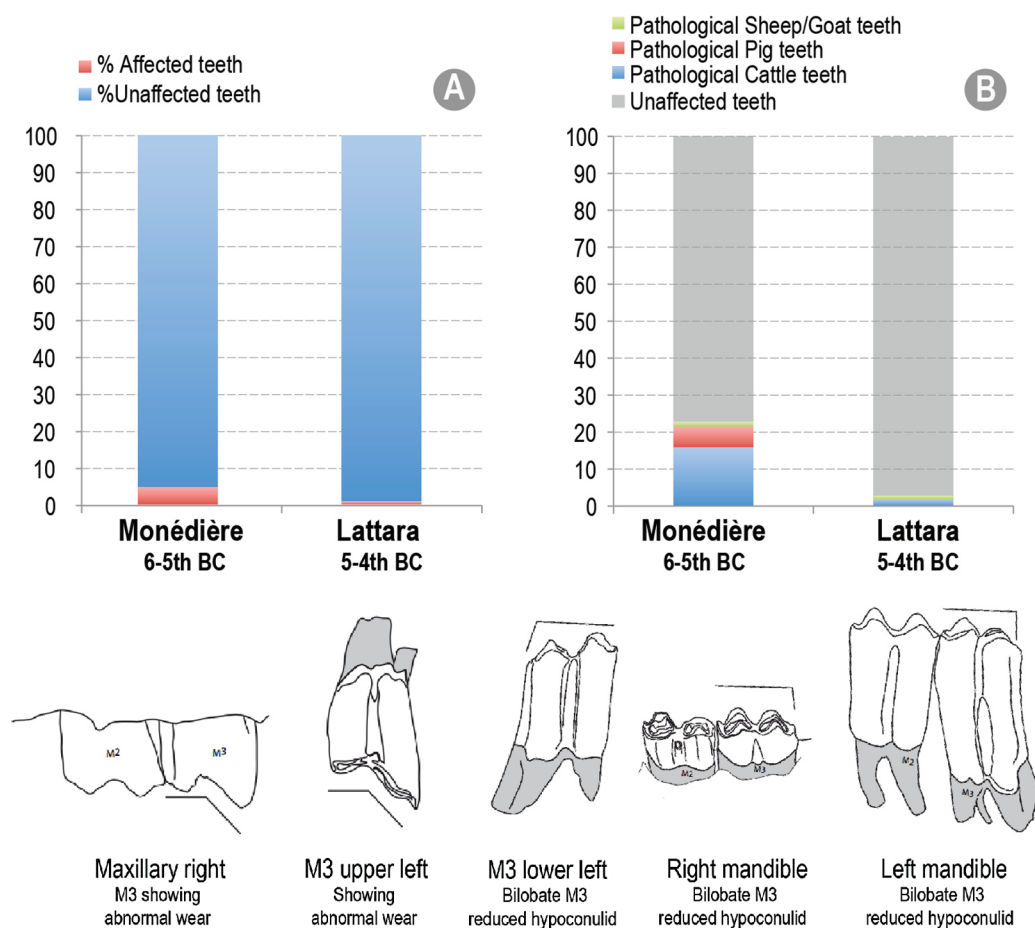 % Affected teeth
%Unaffected teeth
A
100
90
80
70
60
50
40
30
20
10
0
Monédière
6-5th BC
Lattara
5-4th BC
Pathological Sheep/Goat teeth
Pathological Pig teeth
Pathological Cattle teeth
Unaffected teeth
B
100
90
80
70
60
50
40
30
20
10
0
Monédière
6-5th BC
Lattara
5-4th BC
M2
M3
M2
M3
M2
M3
Maxillary right
M3 showing
abnormal wear
M3 upper left
Showing
abnormal wear
M3 lower left
Bilobate M3
reduced hypoconulid
Right mandible
Bilobate M3
reduced hypoconulid
Left mandible
Bilobate M3
reduced hypoconulid